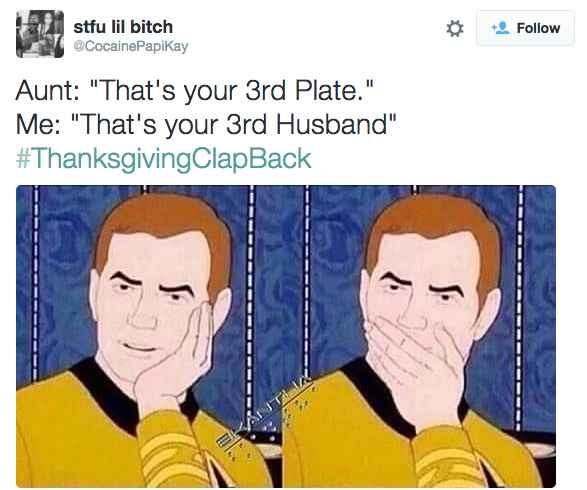 stfu lil bitch
@CocainePapiKay
Follow
Aunt: "That's your 3rd Plate."
Me: "That's your 3rd Husband"
#ThanksgivingClapBack